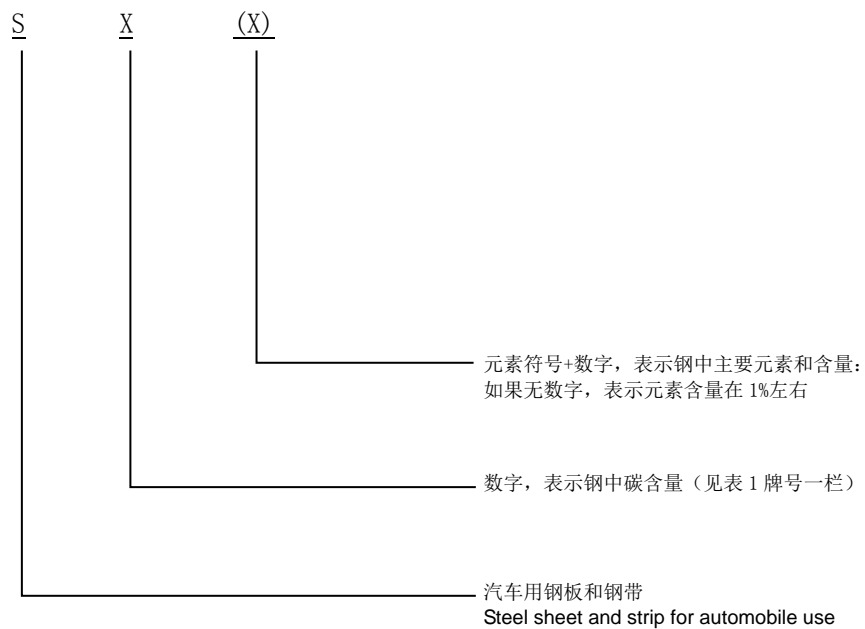 S X (X)
元素符号+数字，表示钢中主要元素和含量：
如果无数字，表示元素含量在 1%左右
数字，表示钢中碳含量（见表 1 牌号一栏）
汽车用钢板和钢带
Steel sheet and strip for automobile use